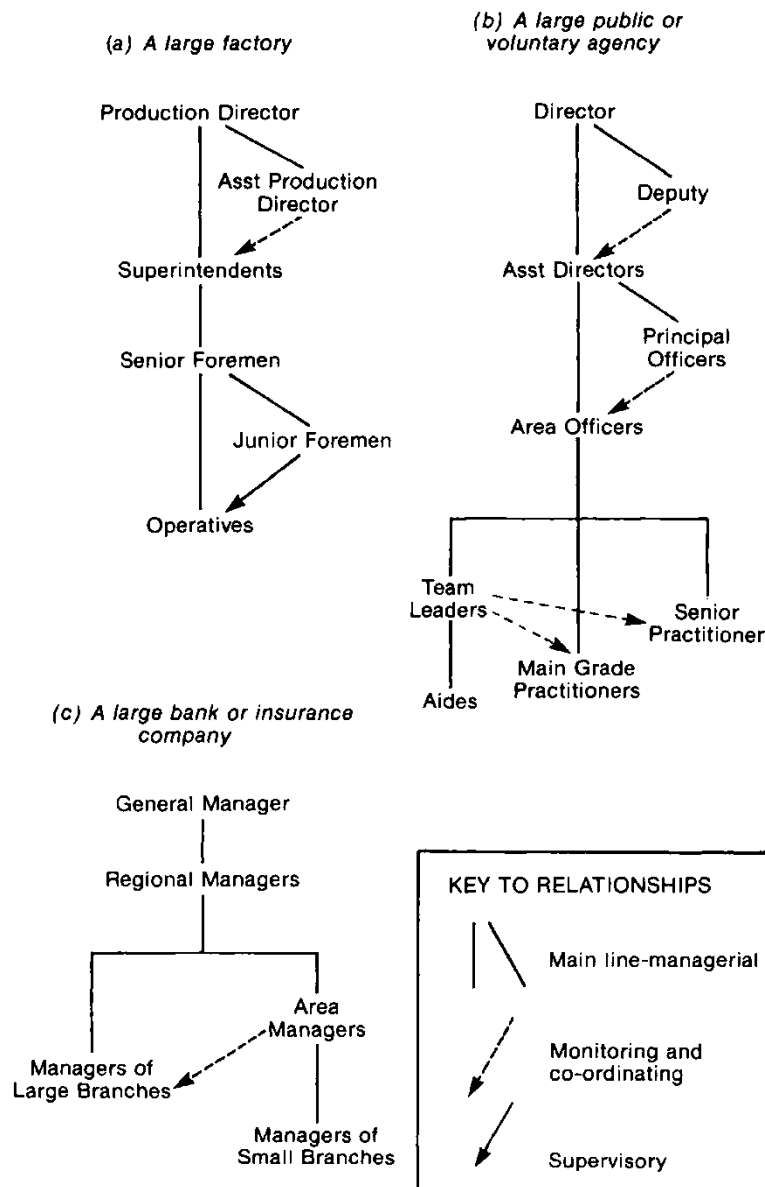 (a) A large factory
Production Director
Asst Production
Director
Superintendents
Senior Foremen
Junior Foremen
Operatives
(b) A large public or
voluntary agency
Director
Deputy
Asst Directors
Principal
Officers
Area Officers
Team
Leaders
Senior
Practitioner
Main Grade
Practitioners
Aides
(c) A large bank or insurance
company
General Manager
Regional Managers
Area
Managers
Managers of
Large Branches
Managers of
Small Branches
KEY TO RELATIONSHIPS
Main line-managerial
Monitoring and
co-ordinating
Supervisory